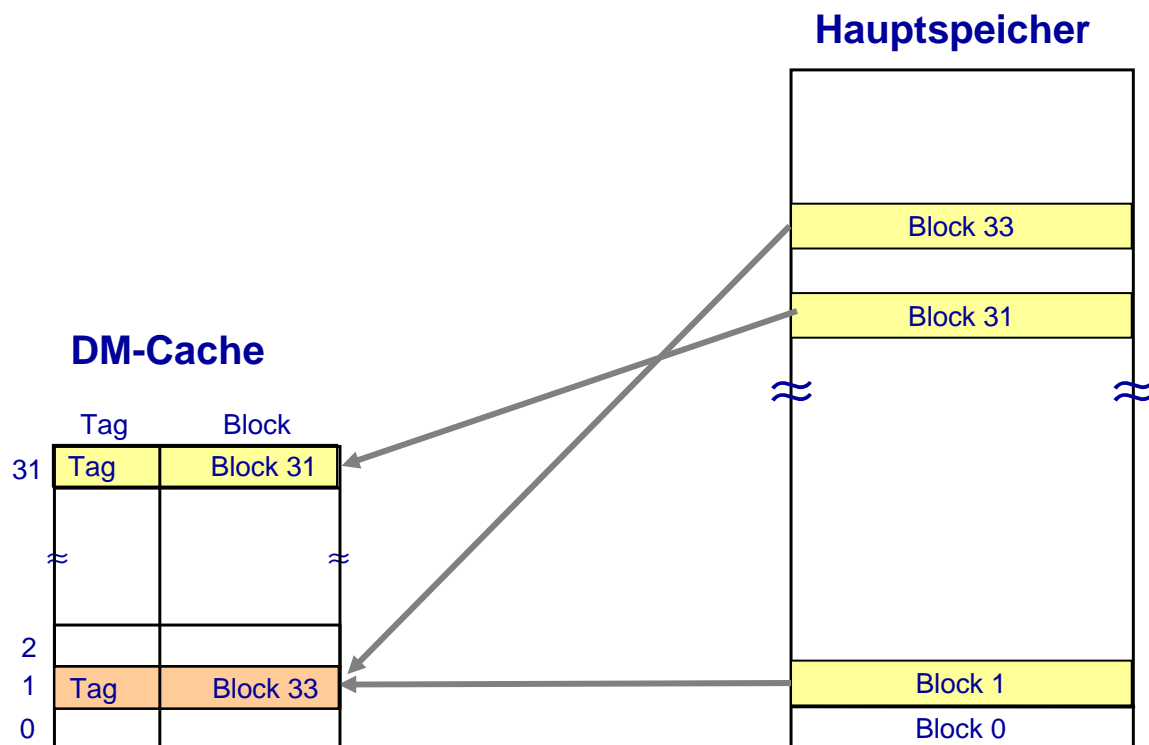 Hauptspeicher
Block 33
Block 31
DM-Cache
Tag Block
31 Tag Block 31
≈ ≈
≈ ≈
2
1 Tag Block 33
0
Block 1
Block 0